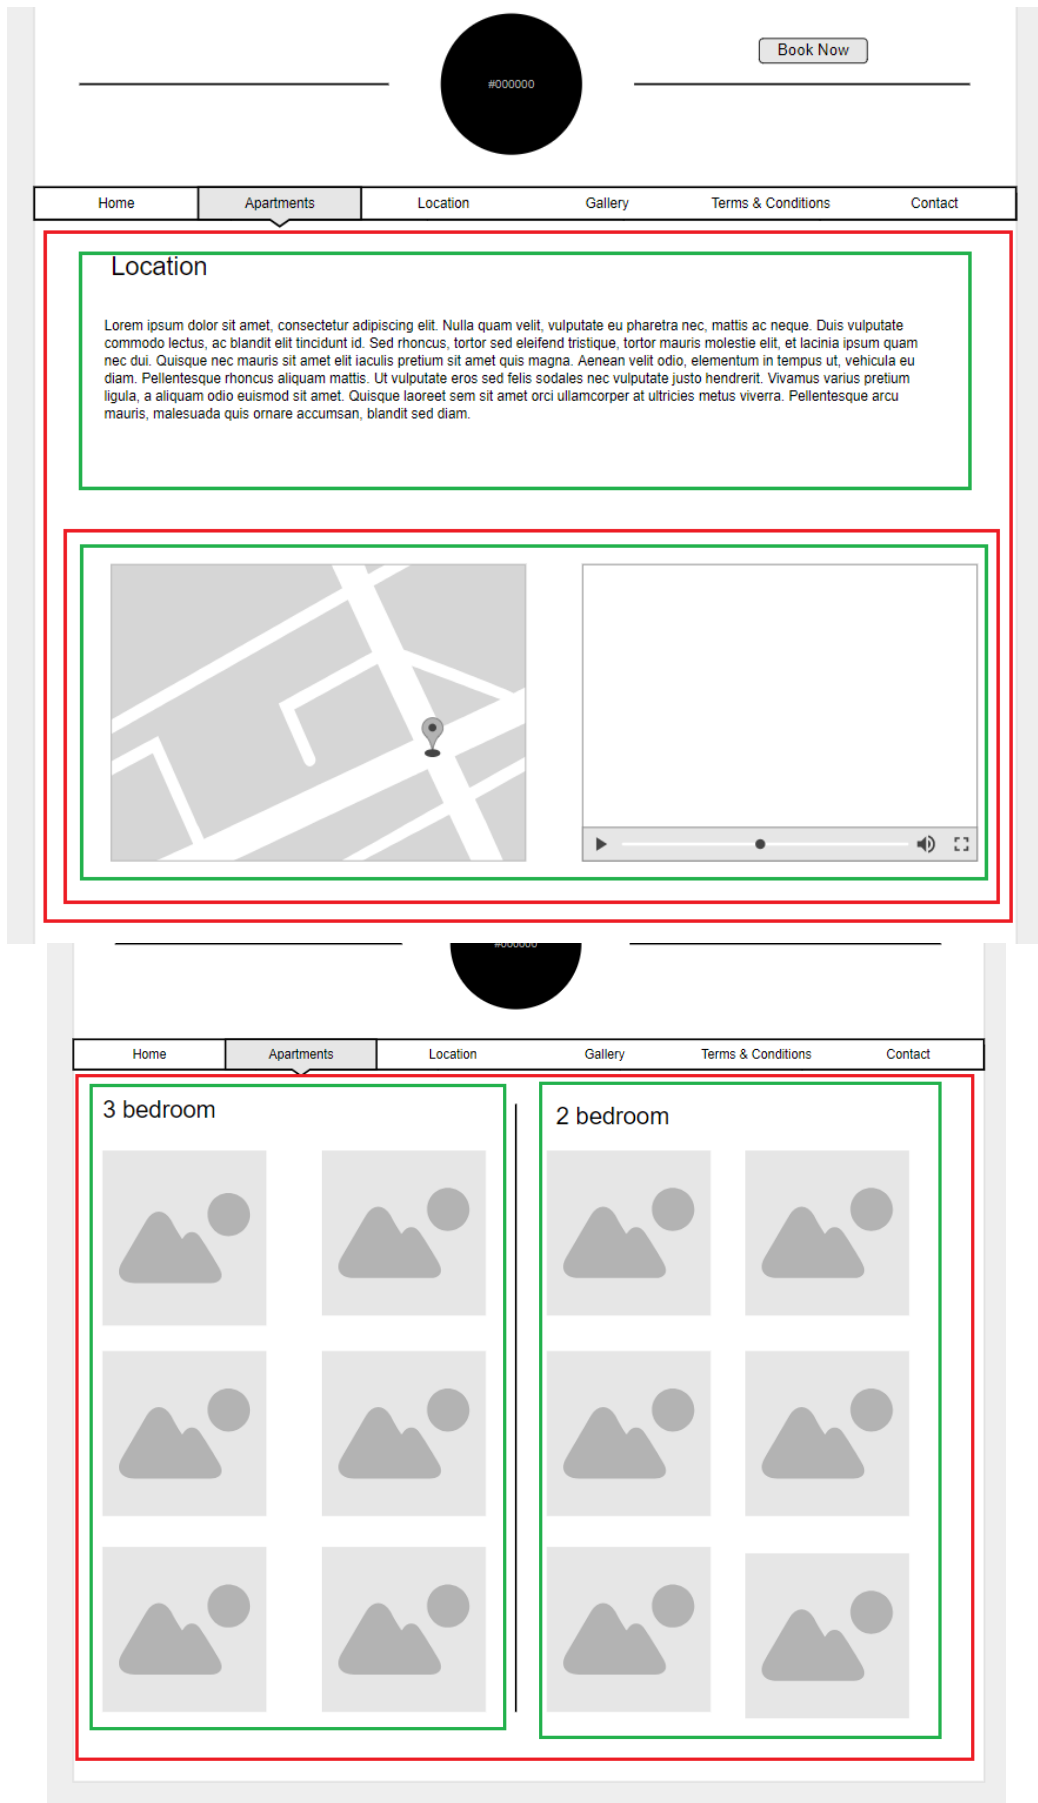 Book Now
#000000
Home Apartments Location Gallery Terms & Conditions Contact
Location
Lorem ipsum dolor sit amet, consectetur adipiscing elit. Nulla quam velit, vulputate eu pharetra nec, mattis ac neque. Duis vulputate
commodo lectus, ac blandit elit tincidunt id. Sed rhoncus, tortor sed eleifend tristique, tortor mauris molestie elit, et lacinia ipsum quam
nec dui. Quisque nec mauris sit amet elit iaculis pretium sit amet quis magna. Aenean velit odio, elementum in tempus ut, vehicula eu
diam. Pellentesque rhoncus aliquam mattis. Ut vulputate eros sed felis sodales nec vulputate justo hendrerit. Vivamus varius pretium
ligula, a aliquam odio euismod sit amet. Quisque laoreet sem sit amet orci ullamcorper at ultricies metus viverra. Pellentesque arcu
mauris, malesuada quis ornare accumsan, blandit sed diam.
#000000
Home Apartments Location Gallery Terms & Conditions Contact
3 bedroom
2 bedroom